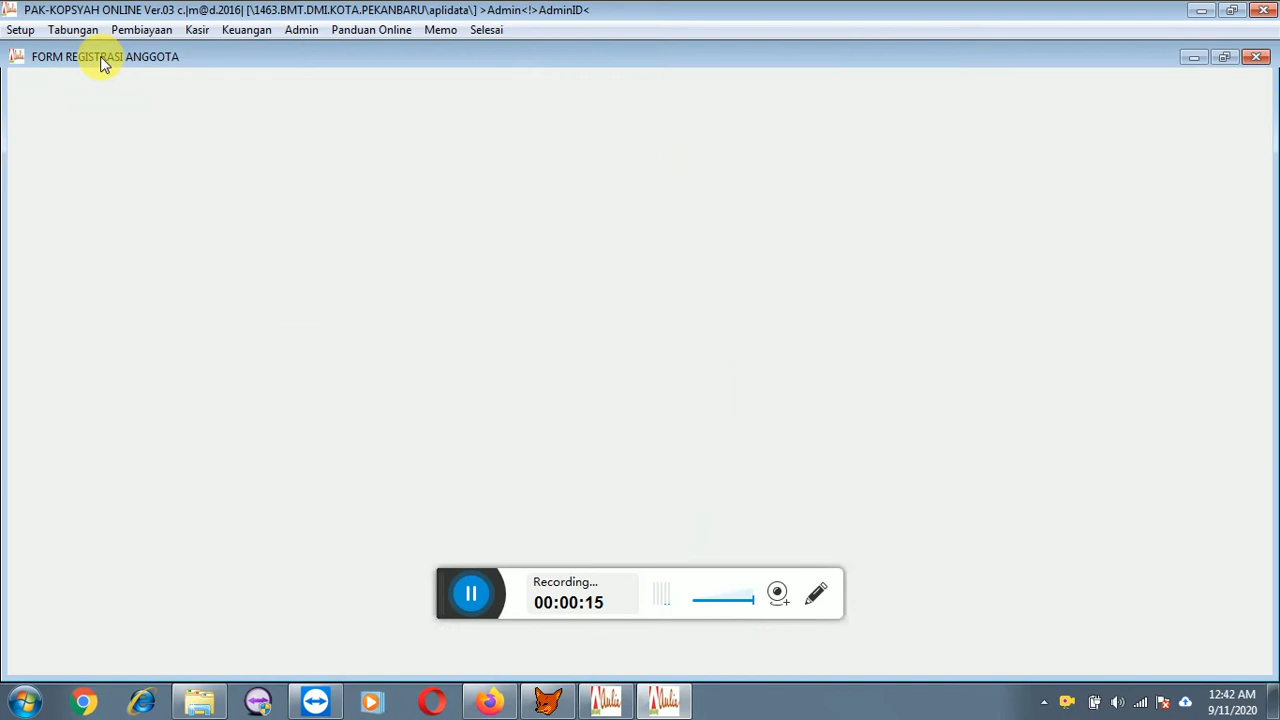 PAK-KOPSYAH ONLINE Ver.03 c.|m@d.2016| [\1463.BMT.DMI.KOTA.PEKANBARU\aplidata\] >Admin<!>AdminID<
Setup Tabungan Pembiayaan Kasir Keuangan Admin Panduan Online Memo Selesai
FORM REGISTRASI ANGGOTA
Recording...
00:00:15
12:42 AM
9/11/2020